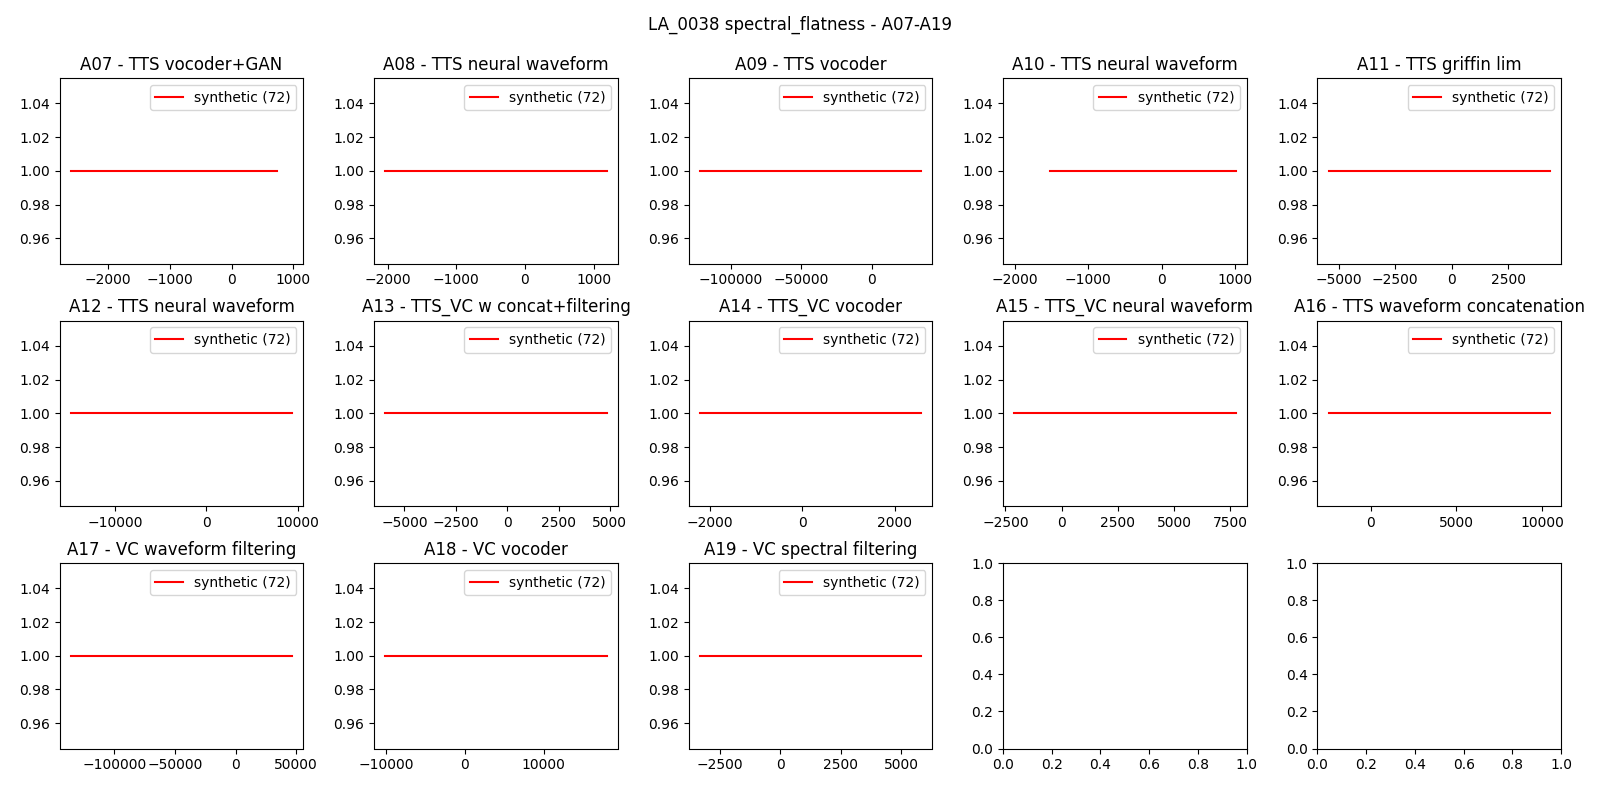 LA_0038 spectral_flatness - A07-A19
A07 - TTS vocoder+GAN
synthetic (72)
1.04
1.02
1.00
0.98
0.96
−2000 −1000 0 1000
A08 - TTS neural waveform
synthetic (72)
1.04
1.02
1.00
0.98
0.96
−2000 −1000 0 1000
A09 - TTS vocoder
synthetic (72)
1.04
1.02
1.00
0.98
0.96
−100000 −50000 0
A10 - TTS neural waveform
synthetic (72)
1.04
1.02
1.00
0.98
0.96
−2000 −1000 0 1000
A11 - TTS griffin lim
synthetic (72)
1.04
1.02
1.00
0.98
0.96
−5000 −2500 0 2500
A12 - TTS neural waveform
synthetic (72)
1.04
1.02
1.00
0.98
0.96
−10000 0 10000
A13 - TTS_VC w concat+filtering
synthetic (72)
1.04
1.02
1.00
0.98
0.96
−5000 −2500 0 2500 5000
A14 - TTS_VC vocoder
synthetic (72)
1.04
1.02
1.00
0.98
0.96
−2000 0 2000
A15 - TTS_VC neural waveform
synthetic (72)
1.04
1.02
1.00
0.98
0.96
−2500 0 2500 5000 7500
A16 - TTS waveform concatenation
synthetic (72)
1.04
1.02
1.00
0.98
0.96
0 5000 10000
A17 - VC waveform filtering
synthetic (72)
1.04
1.02
1.00
0.98
0.96
−100000 −50000 0 50000
A18 - VC vocoder
synthetic (72)
1.04
1.02
1.00
0.98
0.96
−10000 0 10000
A19 - VC spectral filtering
synthetic (72)
1.04
1.02
1.00
0.98
0.96
−2500 0 2500 5000
1.0
0.8
0.6
0.4
0.2
0.0
0.0 0.2 0.4 0.6 0.8 1.0
1.0
0.8
0.6
0.4
0.2
0.0
0.0 0.2 0.4 0.6 0.8 1.0